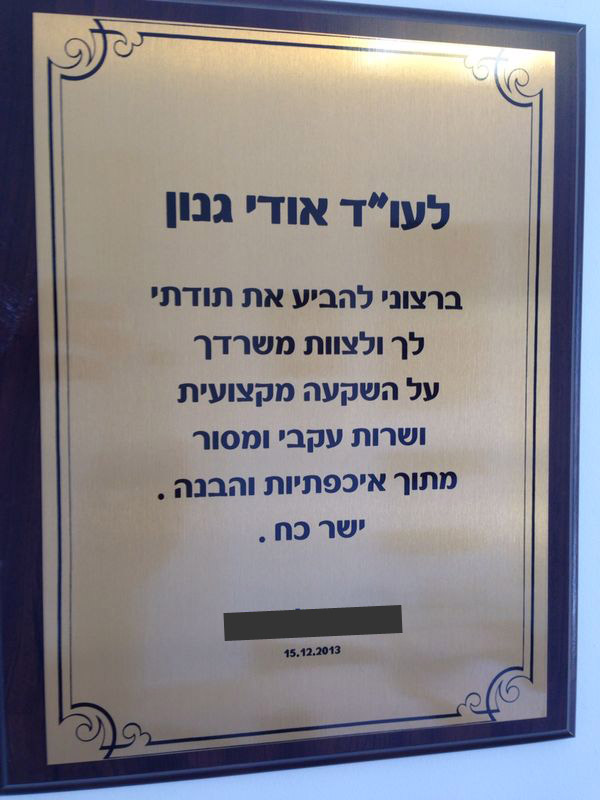 לעו״ד אודי גנון
ברצוני להביע את תודתי
לך ולצוות משרדך
על השקעה מקצועית
ושרות עקבי ומסור
מתוך איכפתיות והבנה .
ישר כח .
15.12.2013